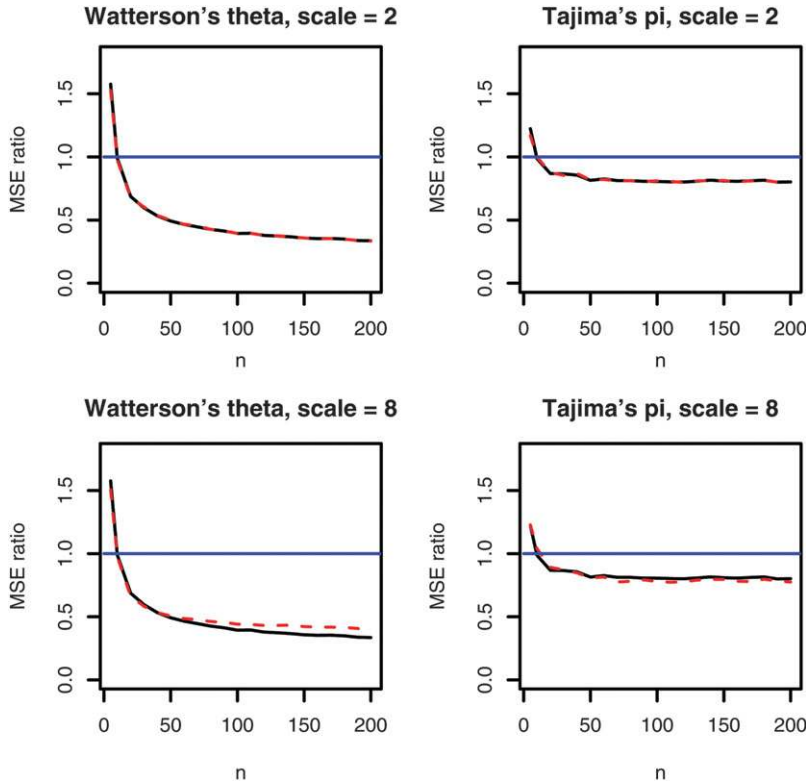 Watterson's theta, scale = 2
MSE ratio
0.0 0.5 1.0 1.5
0 50 100 150 200
n
Tajima's pi, scale = 2
MSE ratio
0.0 0.5 1.0 1.5
0 50 100 150 200
n
Watterson's theta, scale = 8
MSE ratio
0.0 0.5 1.0 1.5
0 50 100 150 200
n
Tajima's pi, scale = 8
MSE ratio
0.0 0.5 1.0 1.5
0 50 100 150 200
n